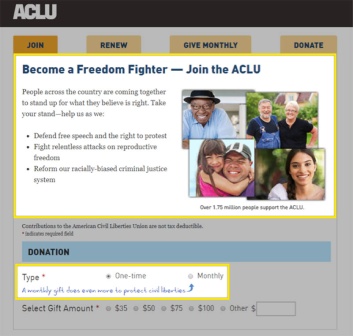 ACLU
JOIN
RENEW
GIVE MONTHLY
DONATE
Become a Freedom Fighter — Join the ACLU
People across the country are coming together
to stand up for what they believe is right. Take
your stand—help us as we:
• Defend free speech and the right to protest
• Fight relentless attacks on reproductive
freedom
• Reform our racially-biased criminal justice
system
Over 1.75 million people support the ACLU.
Contributions to the American Civil Liberties Union are not tax deductible.
* Indicates required field
DONATION
Type * One-time Monthly
A monthly gift does even more to protect civil liberties
Select Gift Amount * $35 $50 $75 $100 Other $